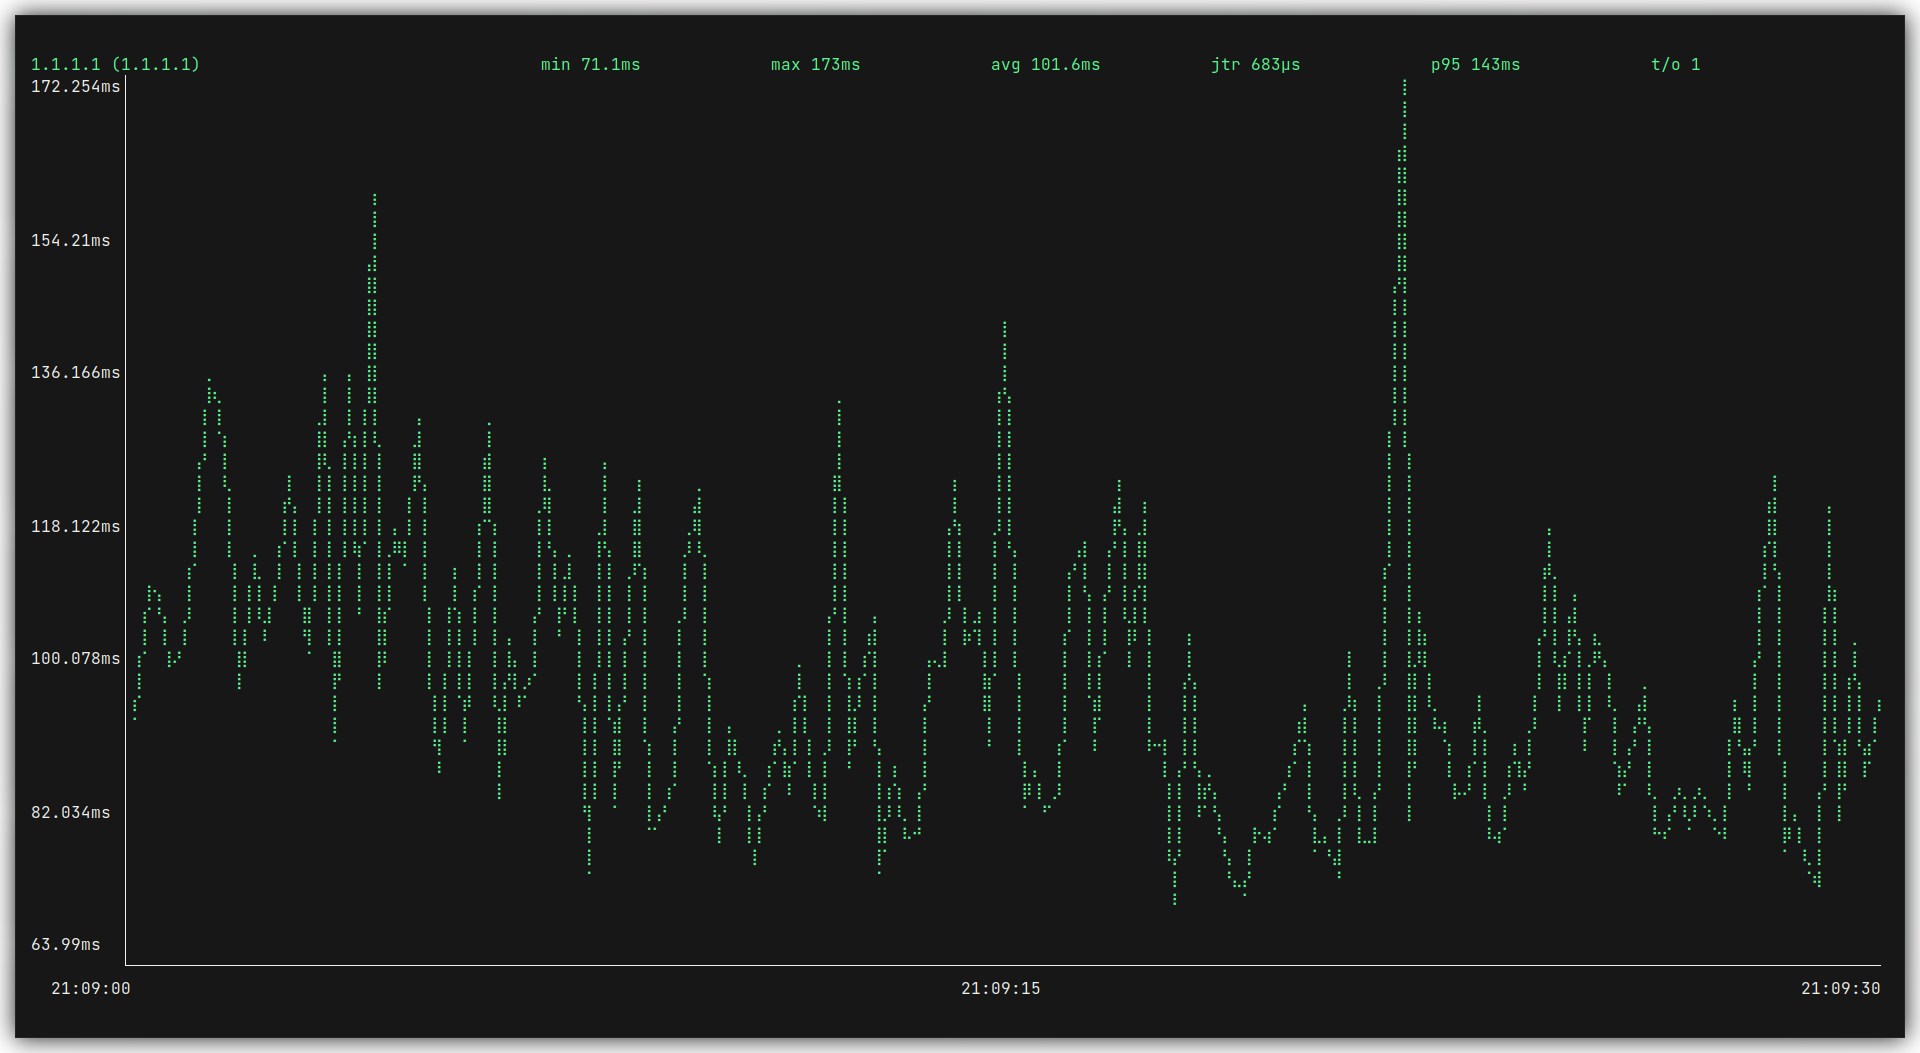 1.1.1.1 (1.1.1.1) min 71.1ms max 173ms avg 101.6ms jtr 683µs p95 143ms t/o 1
172.254ms
154.21ms
136.166ms
118.122ms
100.078ms
82.034ms
63.99ms
21:09:00 21:09:15 21:09:30